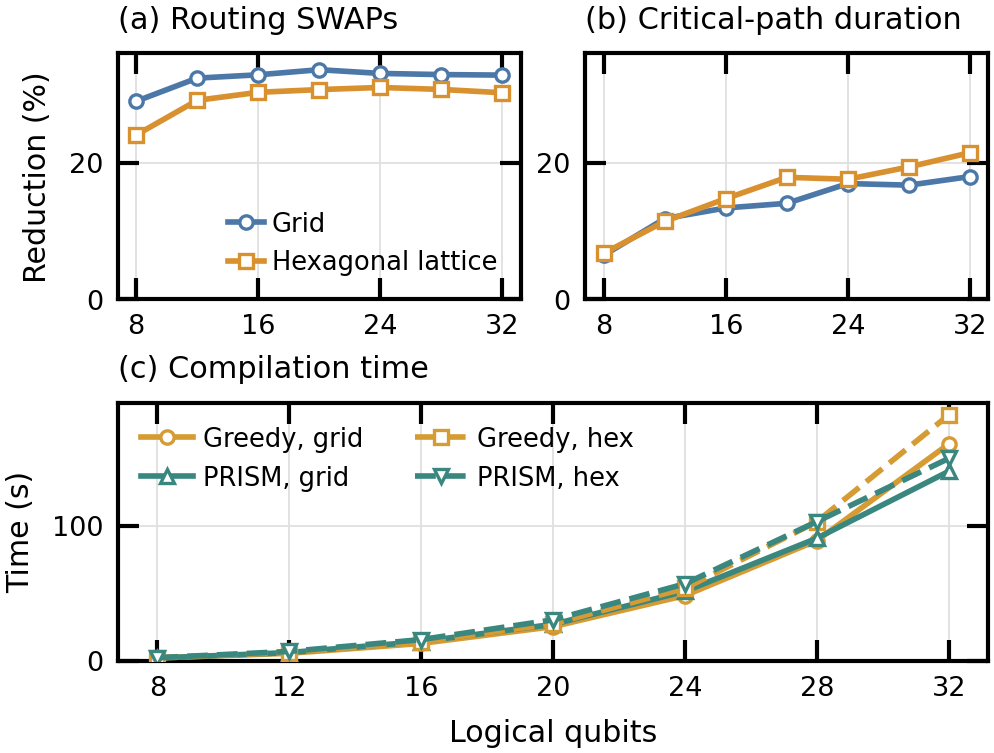 (a) Routing SWAPs
Reduction (%)
20
0
Grid
Hexagonal lattice
8 16 24 32
(b) Critical-path duration
20
0
8 16 24 32
(c) Compilation time
Time (s)
100
0
Greedy, grid
PRISM, grid
Greedy, hex
PRISM, hex
8 12 16 20 24 28 32
Logical qubits